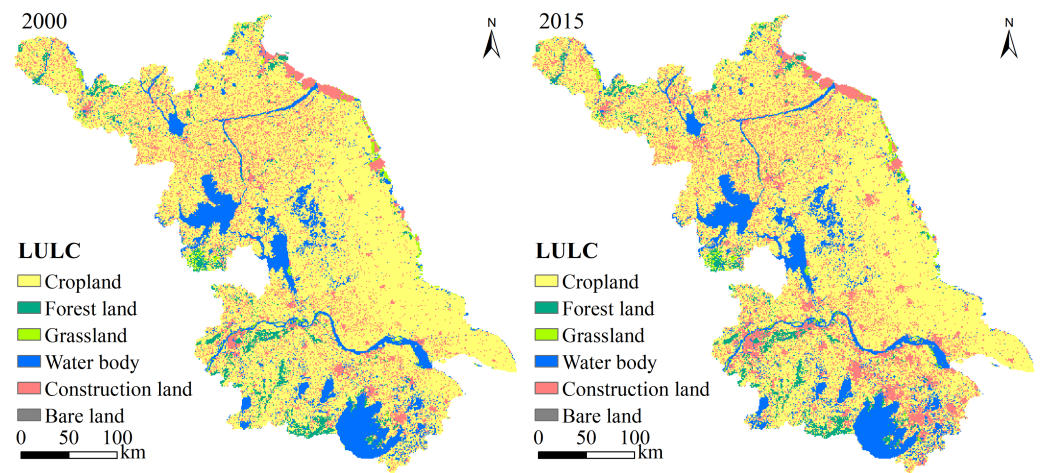 2000
N
LULC
Cropland
Forest land
Grassland
Water body
Construction land
Bare land
0 50 100
km
2015
N
LULC
Cropland
Forest land
Grassland
Water body
Construction land
Bare land
0 50 100
km